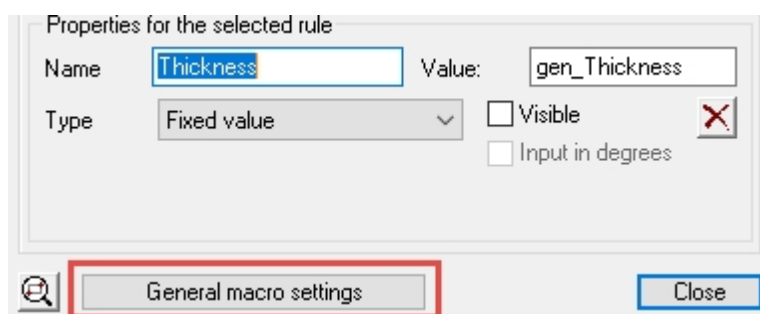 Properties for the selected rule
Name Thickness Value: gen_Thickness
Type Fixed value Visible
Input in degrees
General macro settings Close